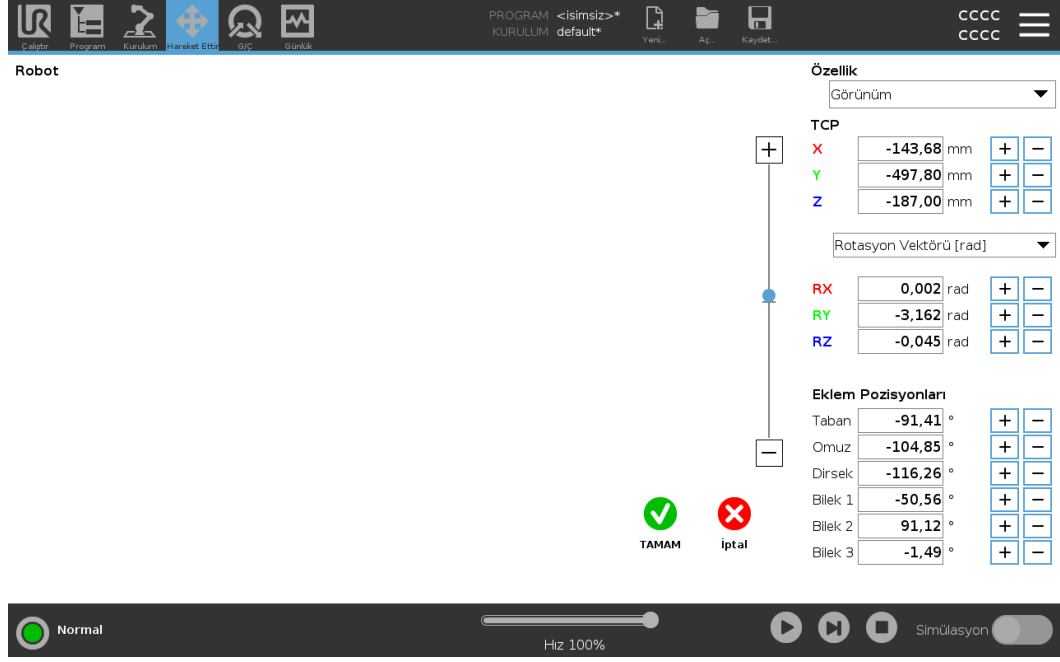 PROGRAM <isimsiz>*
KURULUM default*
Çalıştır Program Kurulum Hareket Ettir G/Ç Günlük
Yeni... Aç... Kaydet...
CCCC
CCCC
Robot
Özellik
Görünüm
TCP
X -143,68 mm + −
Y -497,80 mm + −
Z -187,00 mm + −
Rotasyon Vektörü [rad]
RX 0,002 rad + −
RY -3,162 rad + −
RZ -0,045 rad + −
Eklem Pozisyonları
Taban -91,41 ° + −
Omuz -104,85 ° + −
Dirsek -116,26 ° + −
Bilek 1 -50,56 ° + −
Bilek 2 91,12 ° + −
Bilek 3 -1,49 ° + −
TAMAM İptal
Normal
Hız 100%
Simülasyon